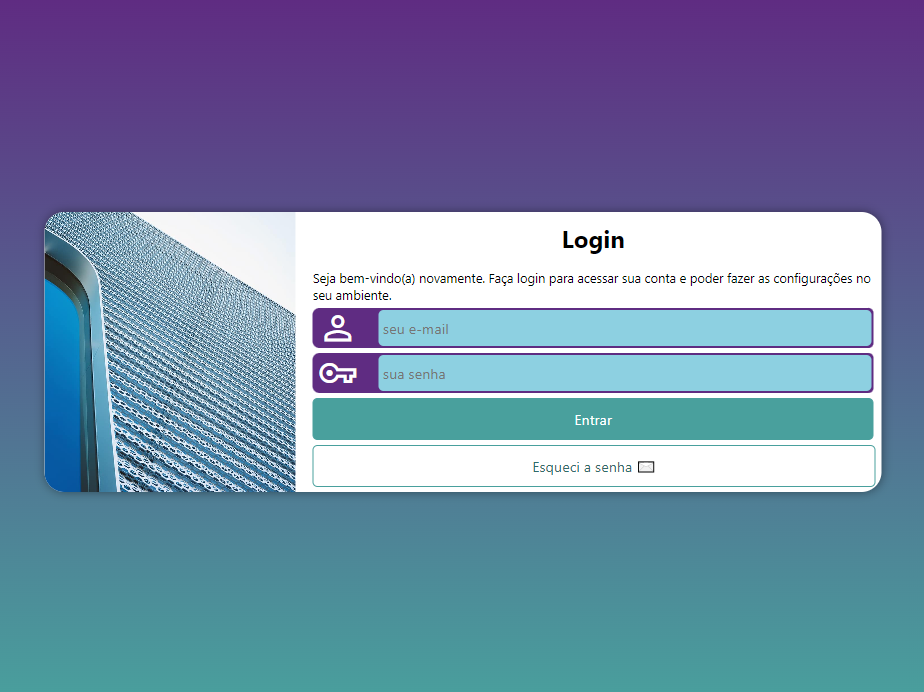 Login
Seja bem-vindo(a) novamente. Faça login para acessar sua conta e poder fazer as configurações no
seu ambiente.
seu e-mail
sua senha
Entrar
Esqueci a senha